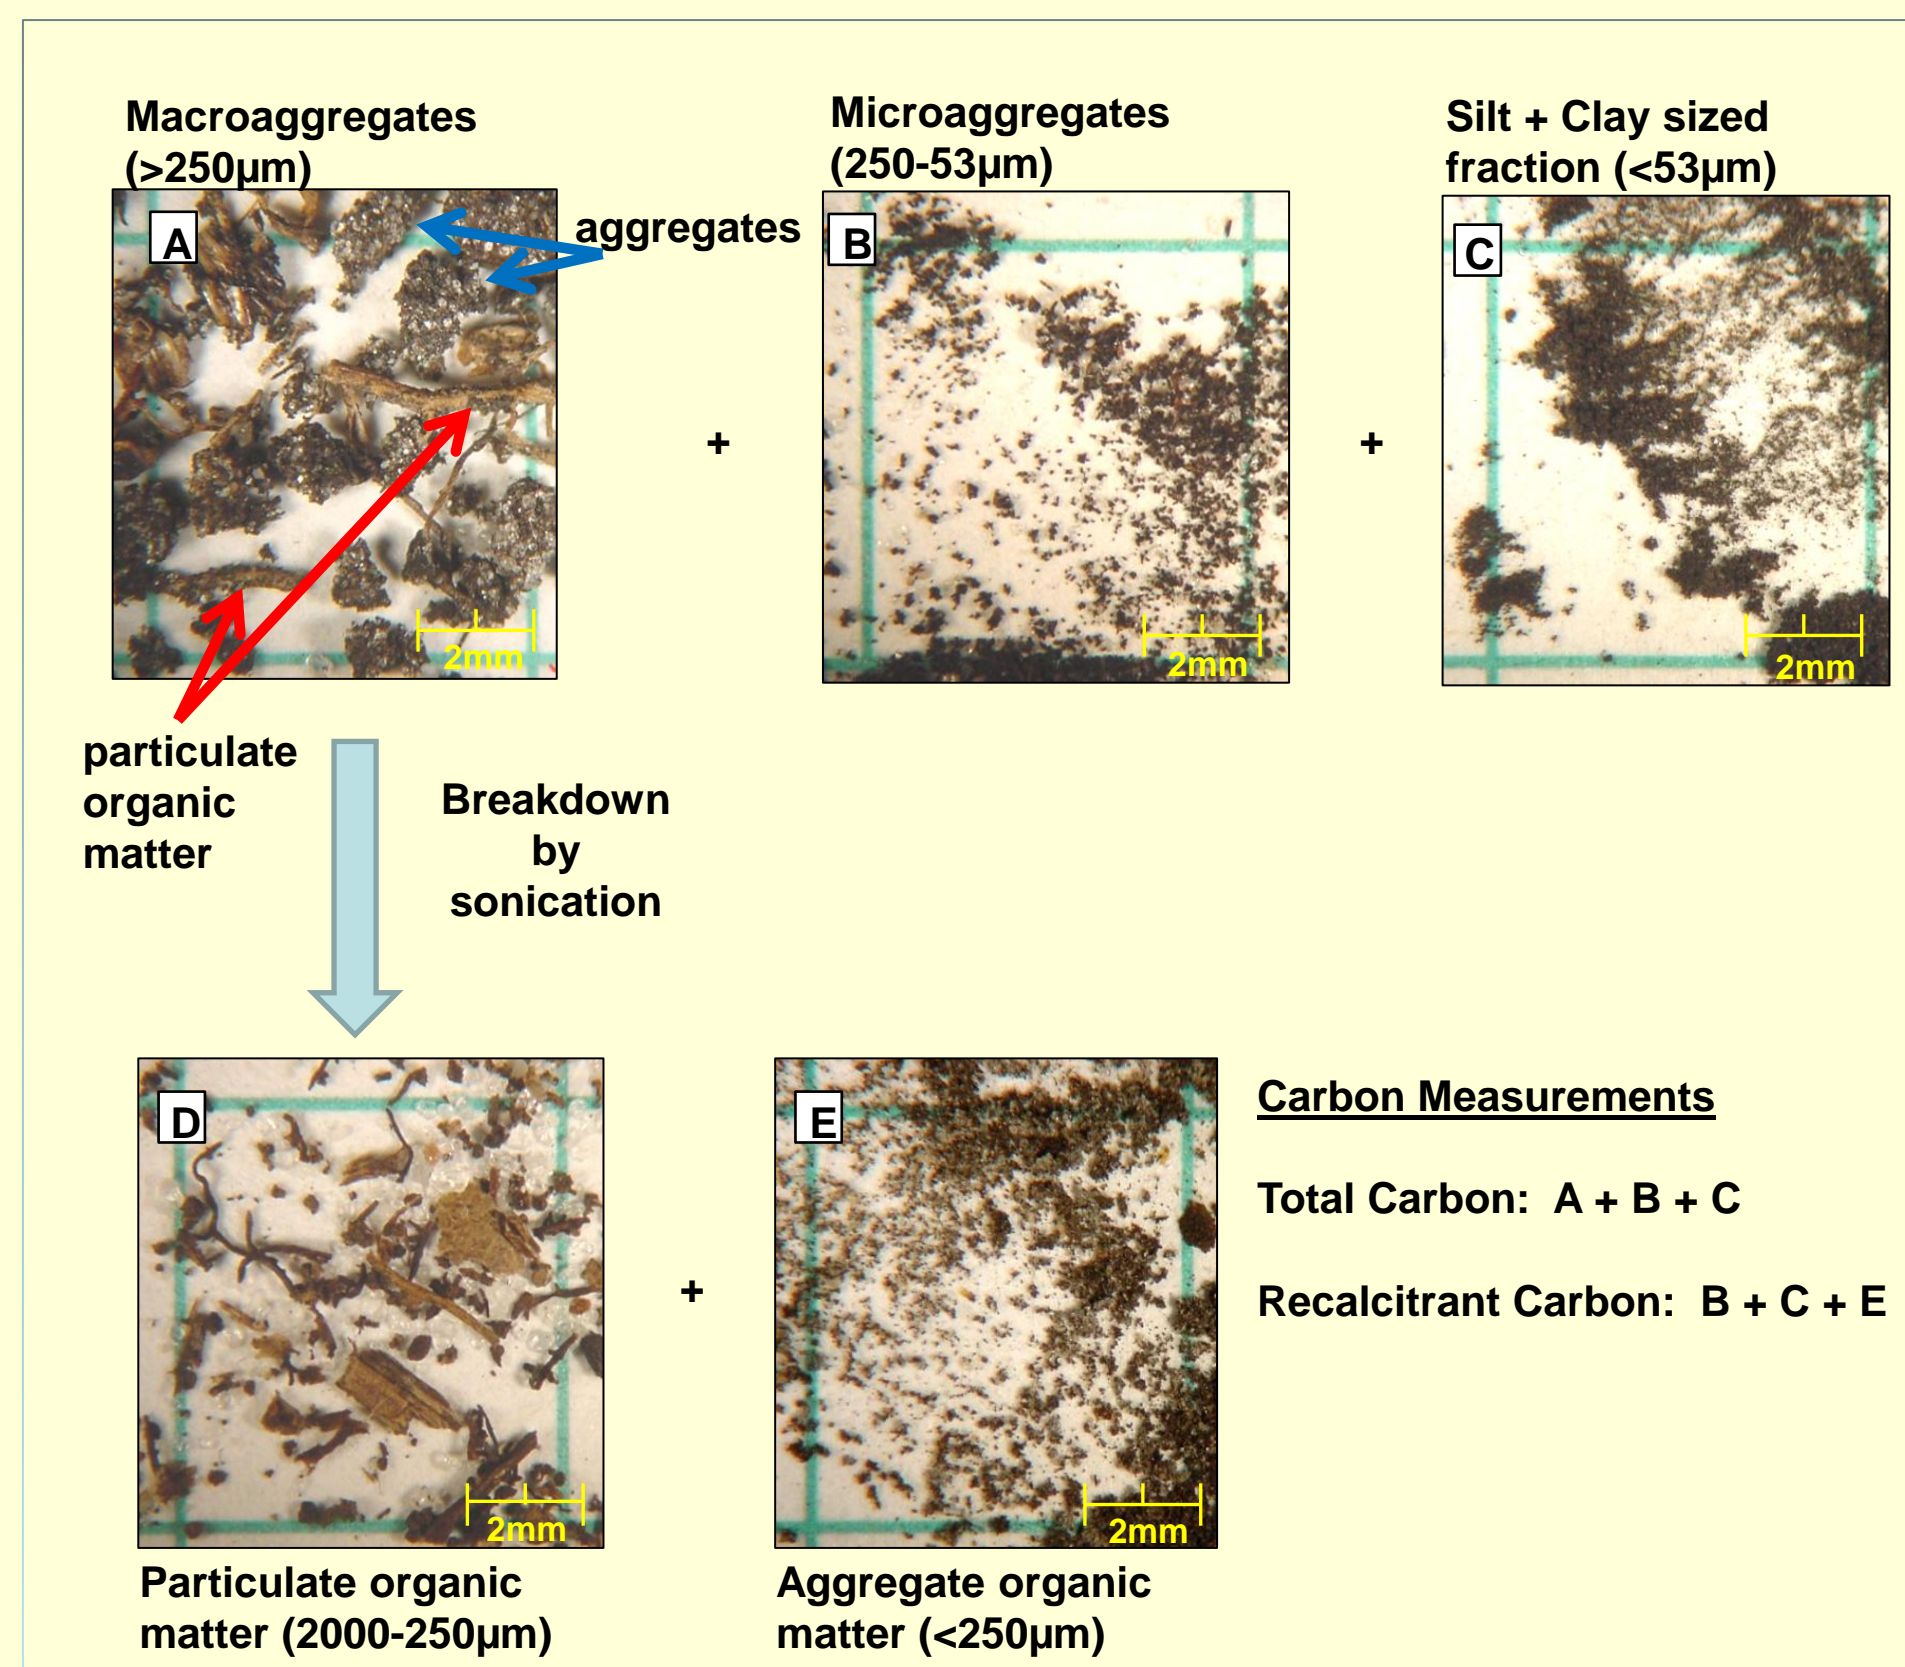 Macroaggregates
(>250µm)
Microaggregates
(250-53µm)
Silt + Clay sized
fraction (<53µm)
A
aggregates
B
C
+
+
2mm
2mm
2mm
particulate
organic
matter
Breakdown
by
sonication
D
E
+
2mm
2mm
Carbon Measurements
Total Carbon: A + B + C
Recalcitrant Carbon: B + C + E
Particulate organic
matter (2000-250µm)
Aggregate organic
matter (<250µm)